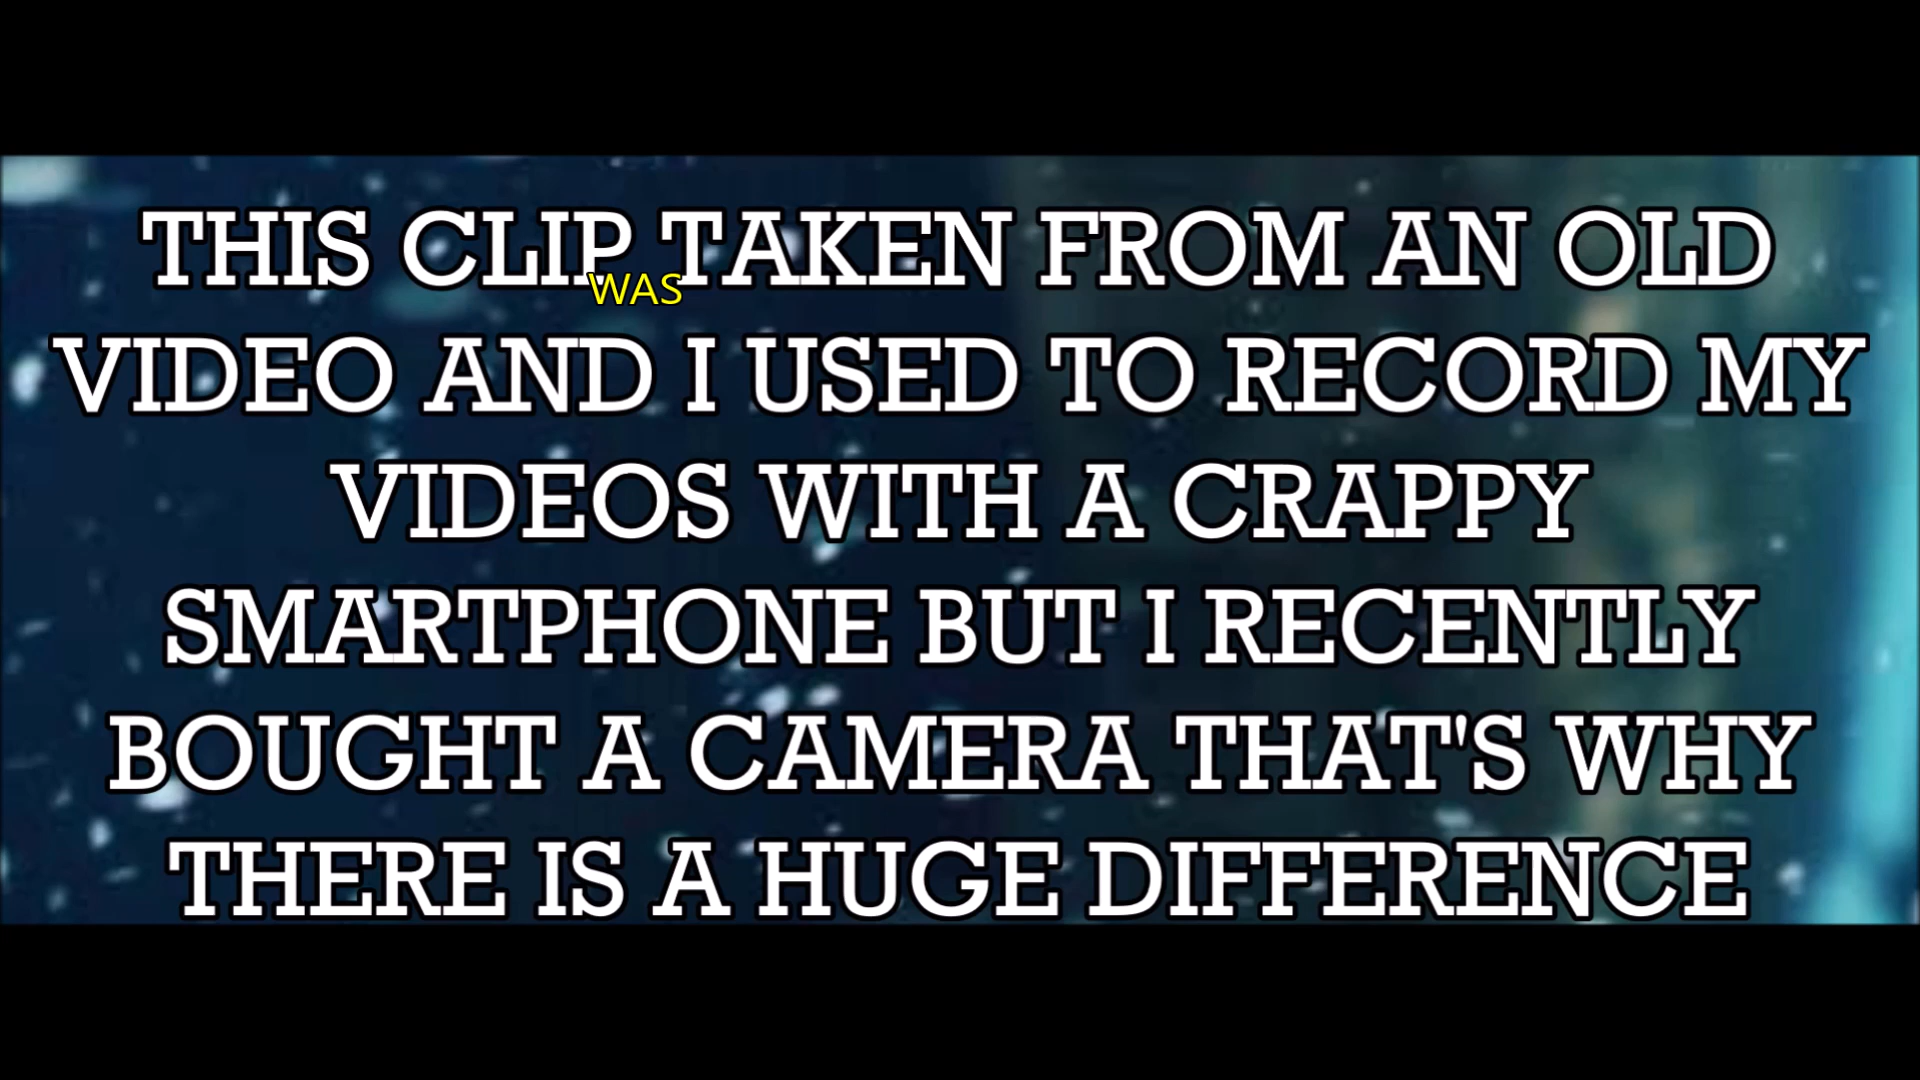 THIS CLIP TAKEN FROM AN OLD
WAS
VIDEO AND I USED TO RECORD MY
VIDEOS WITH A CRAPPY
SMARTPHONE BUT I RECENTLY
BOUGHT A CAMERA THAT'S WHY
THERE IS A HUGE DIFFERENCE